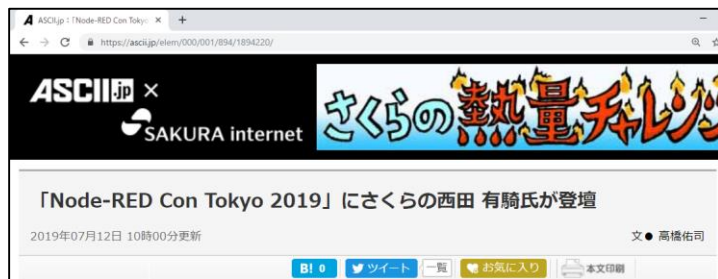 ASCII.jp：「Node-RED Con Tokyo
https://ascii.jp/elem/000/001/894/1894220/
ASCII.jp ×
SAKURA internet
さくらの熱量チャレンジ
「Node-RED Con Tokyo 2019」にさくらの西田 有騎氏が登壇
2019年07月12日 10時00分更新
文● 高橋佑司
B! 0 ツイート 一覧 お気に入り 本文印刷